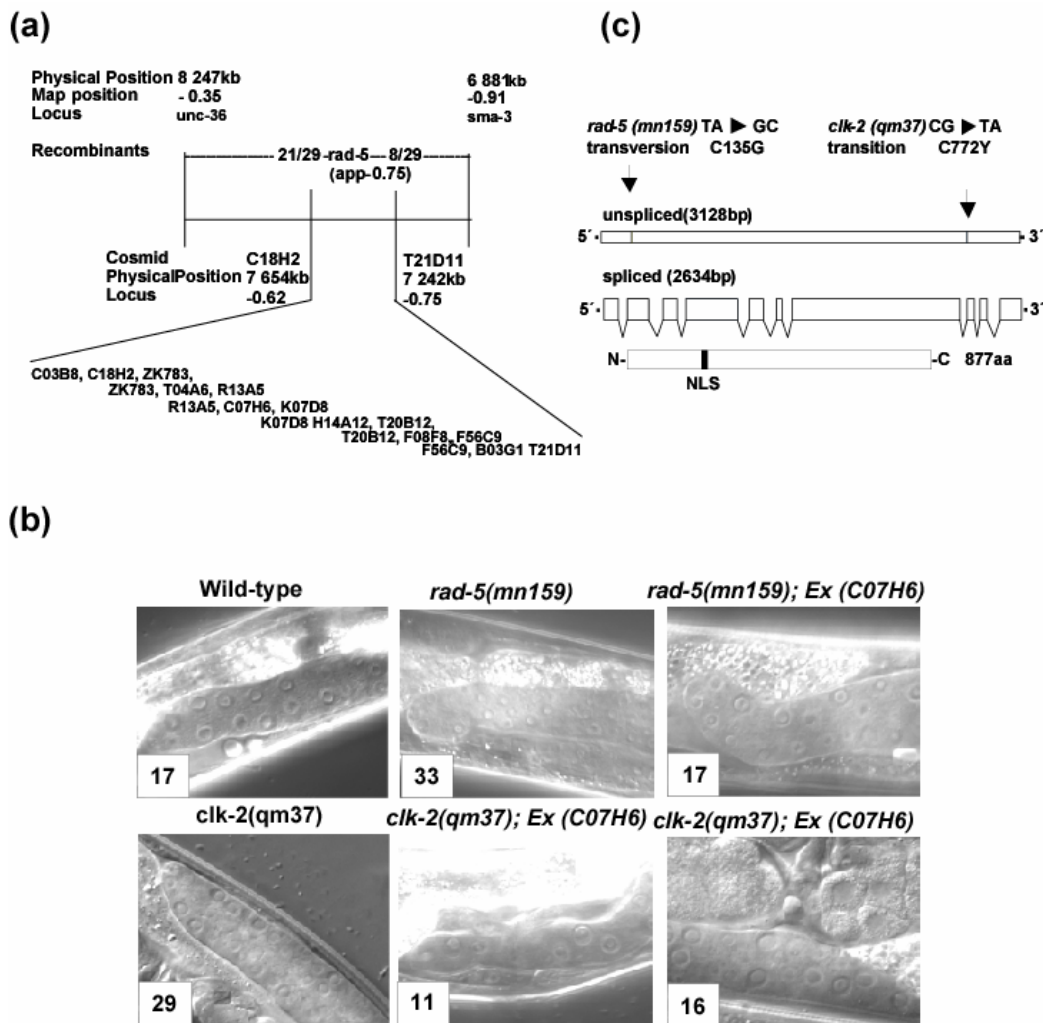 (a)
Physical Position 8 247kb 6 881kb
Map position - 0.35 -0.91
Locus unc-36 sma-3
Recombinants 21/29 -rad-5 — 8/29
(app-0.75)
Cosmid C18H2 T21D11
PhysicalPosition 7 654kb 7 242kb
Locus -0.62 -0.75
C03B8, C18H2, ZK783,
ZK783, T04A6, R13A5
R13A5, C07H6, K07D8
K07D8 H14A12, T20B12,
T20B12, F08F8, F56C9
F56C9, B03G1 T21D11
(c)
rad-5 (mn159) TA ▶ GC clk-2 (qm37) CG ▶ TA
transversion C135G transition C772Y
unspliced(3128bp)
5´ 3´
spliced (2634bp)
5´ 3´
N- -C 877aa
NLS
(b)
Wild-type rad-5(mn159) rad-5(mn159); Ex (C07H6)
17 33 17
clk-2(qm37) clk-2(qm37); Ex (C07H6) clk-2(qm37); Ex (C07H6)
29 11 16